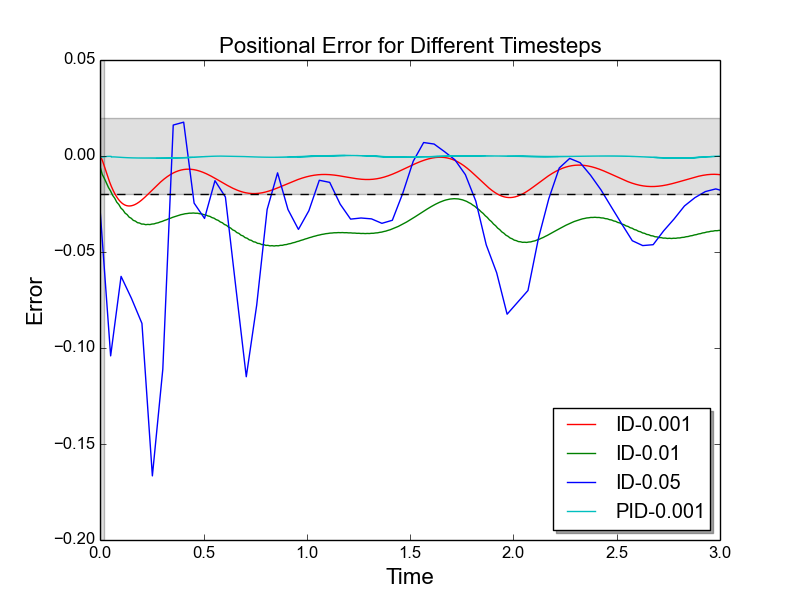 Positional Error for Different Timesteps
0.05
0.00
−0.05
−0.10
−0.15
−0.20
Error
0.0 0.5 1.0 1.5 2.0 2.5 3.0
Time
ID-0.001
ID-0.01
ID-0.05
PID-0.001